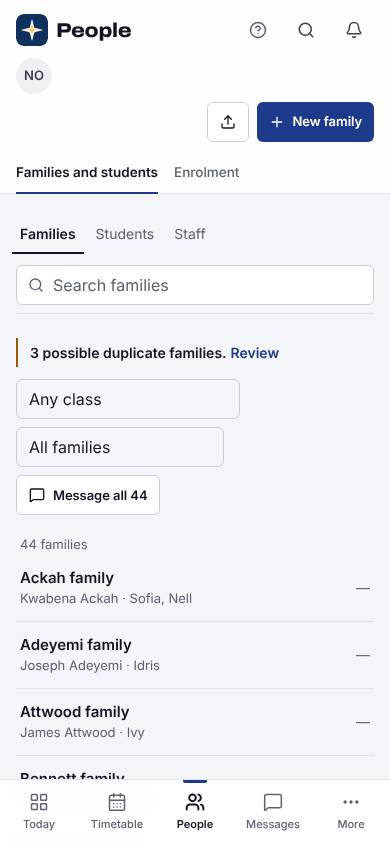 People
NO
New family
Families and students Enrolment
Families Students Staff
Search families
3 possible duplicate families. Review
Any class
All families
Message all 44
44 families
Ackah family
Kwabena Ackah · Sofia, Nell
—
Adeyemi family
Joseph Adeyemi · Idris
—
Attwood family
James Attwood · Ivy
—
Bennett family
Today Timetable People Messages More